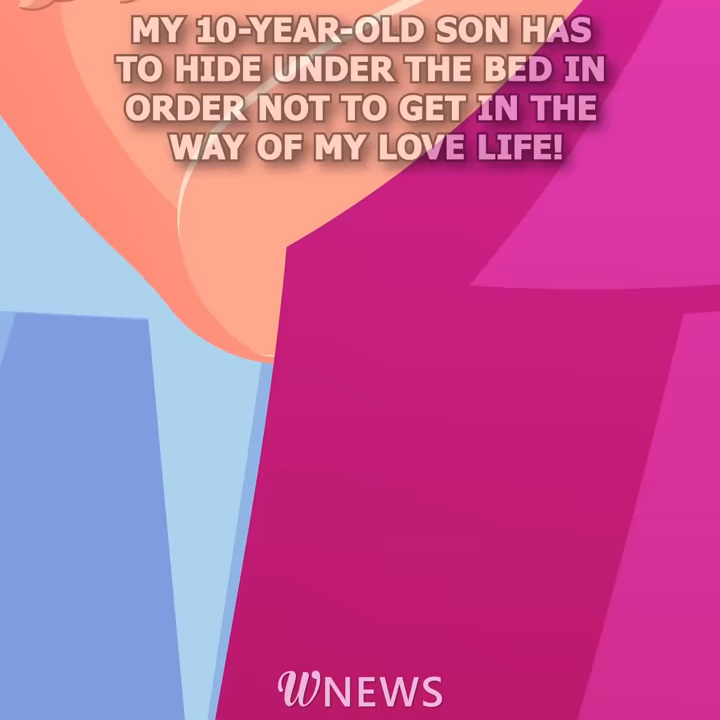 MY 10-YEAR-OLD SON HAS
TO HIDE UNDER THE BED IN
ORDER NOT TO GET IN THE
WAY OF MY LOVE LIFE!
WNEWS